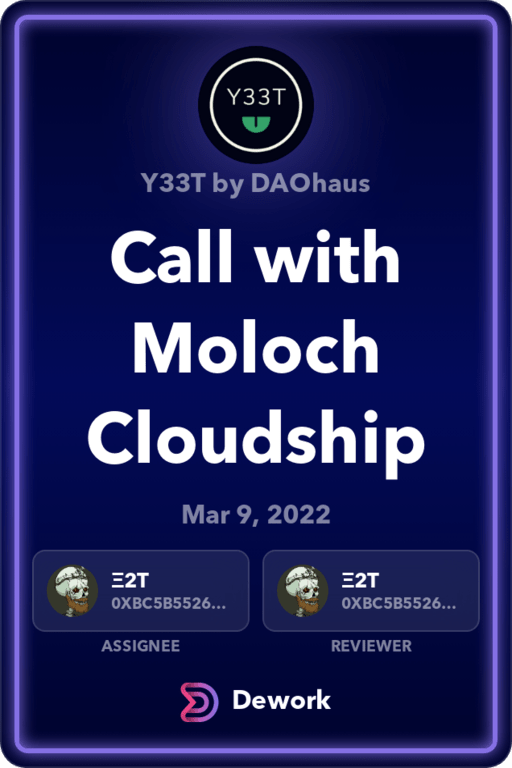 Y33T
Y33T by DAOhaus
Call with
Moloch
Cloudship
Mar 9, 2022
Ξ2T
0XBC5B5526...
ASSIGNEE
Ξ2T
0XBC5B5526...
REVIEWER
Dework